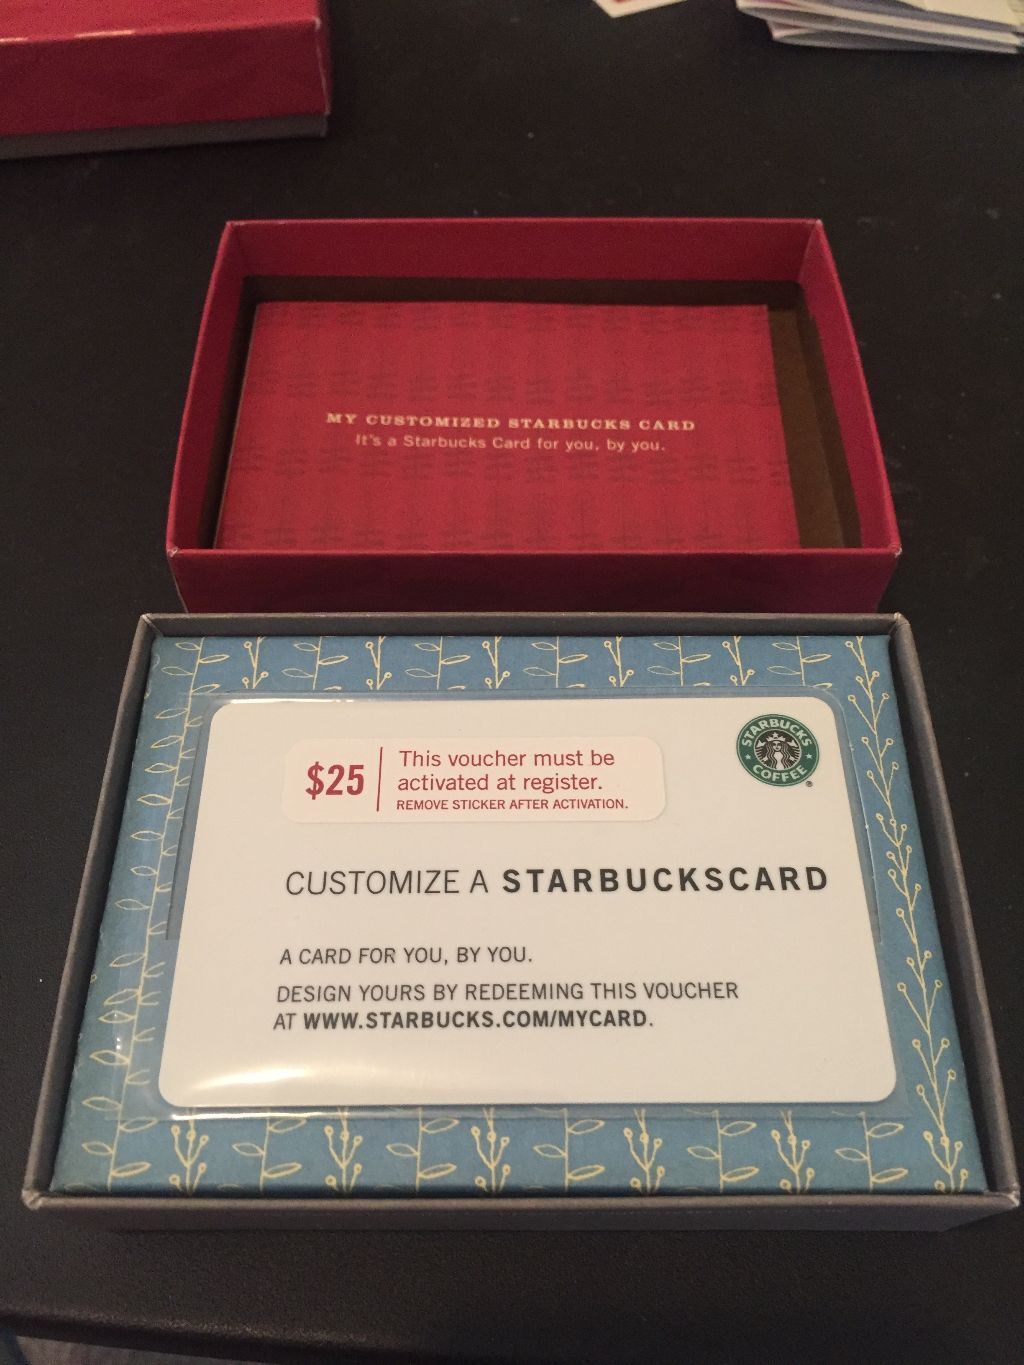 MY CUSTOMIZED STARBUCKS CARD
It's a Starbucks Card for you, by you.
$25
This voucher must be
activated at register.
REMOVE STICKER AFTER ACTIVATION.
STARBUCKS
COFFEE
®
CUSTOMIZE A STARBUCKSCARD
A CARD FOR YOU, BY YOU.
DESIGN YOURS BY REDEEMING THIS VOUCHER
AT WWW.STARBUCKS.COM/MYCARD.